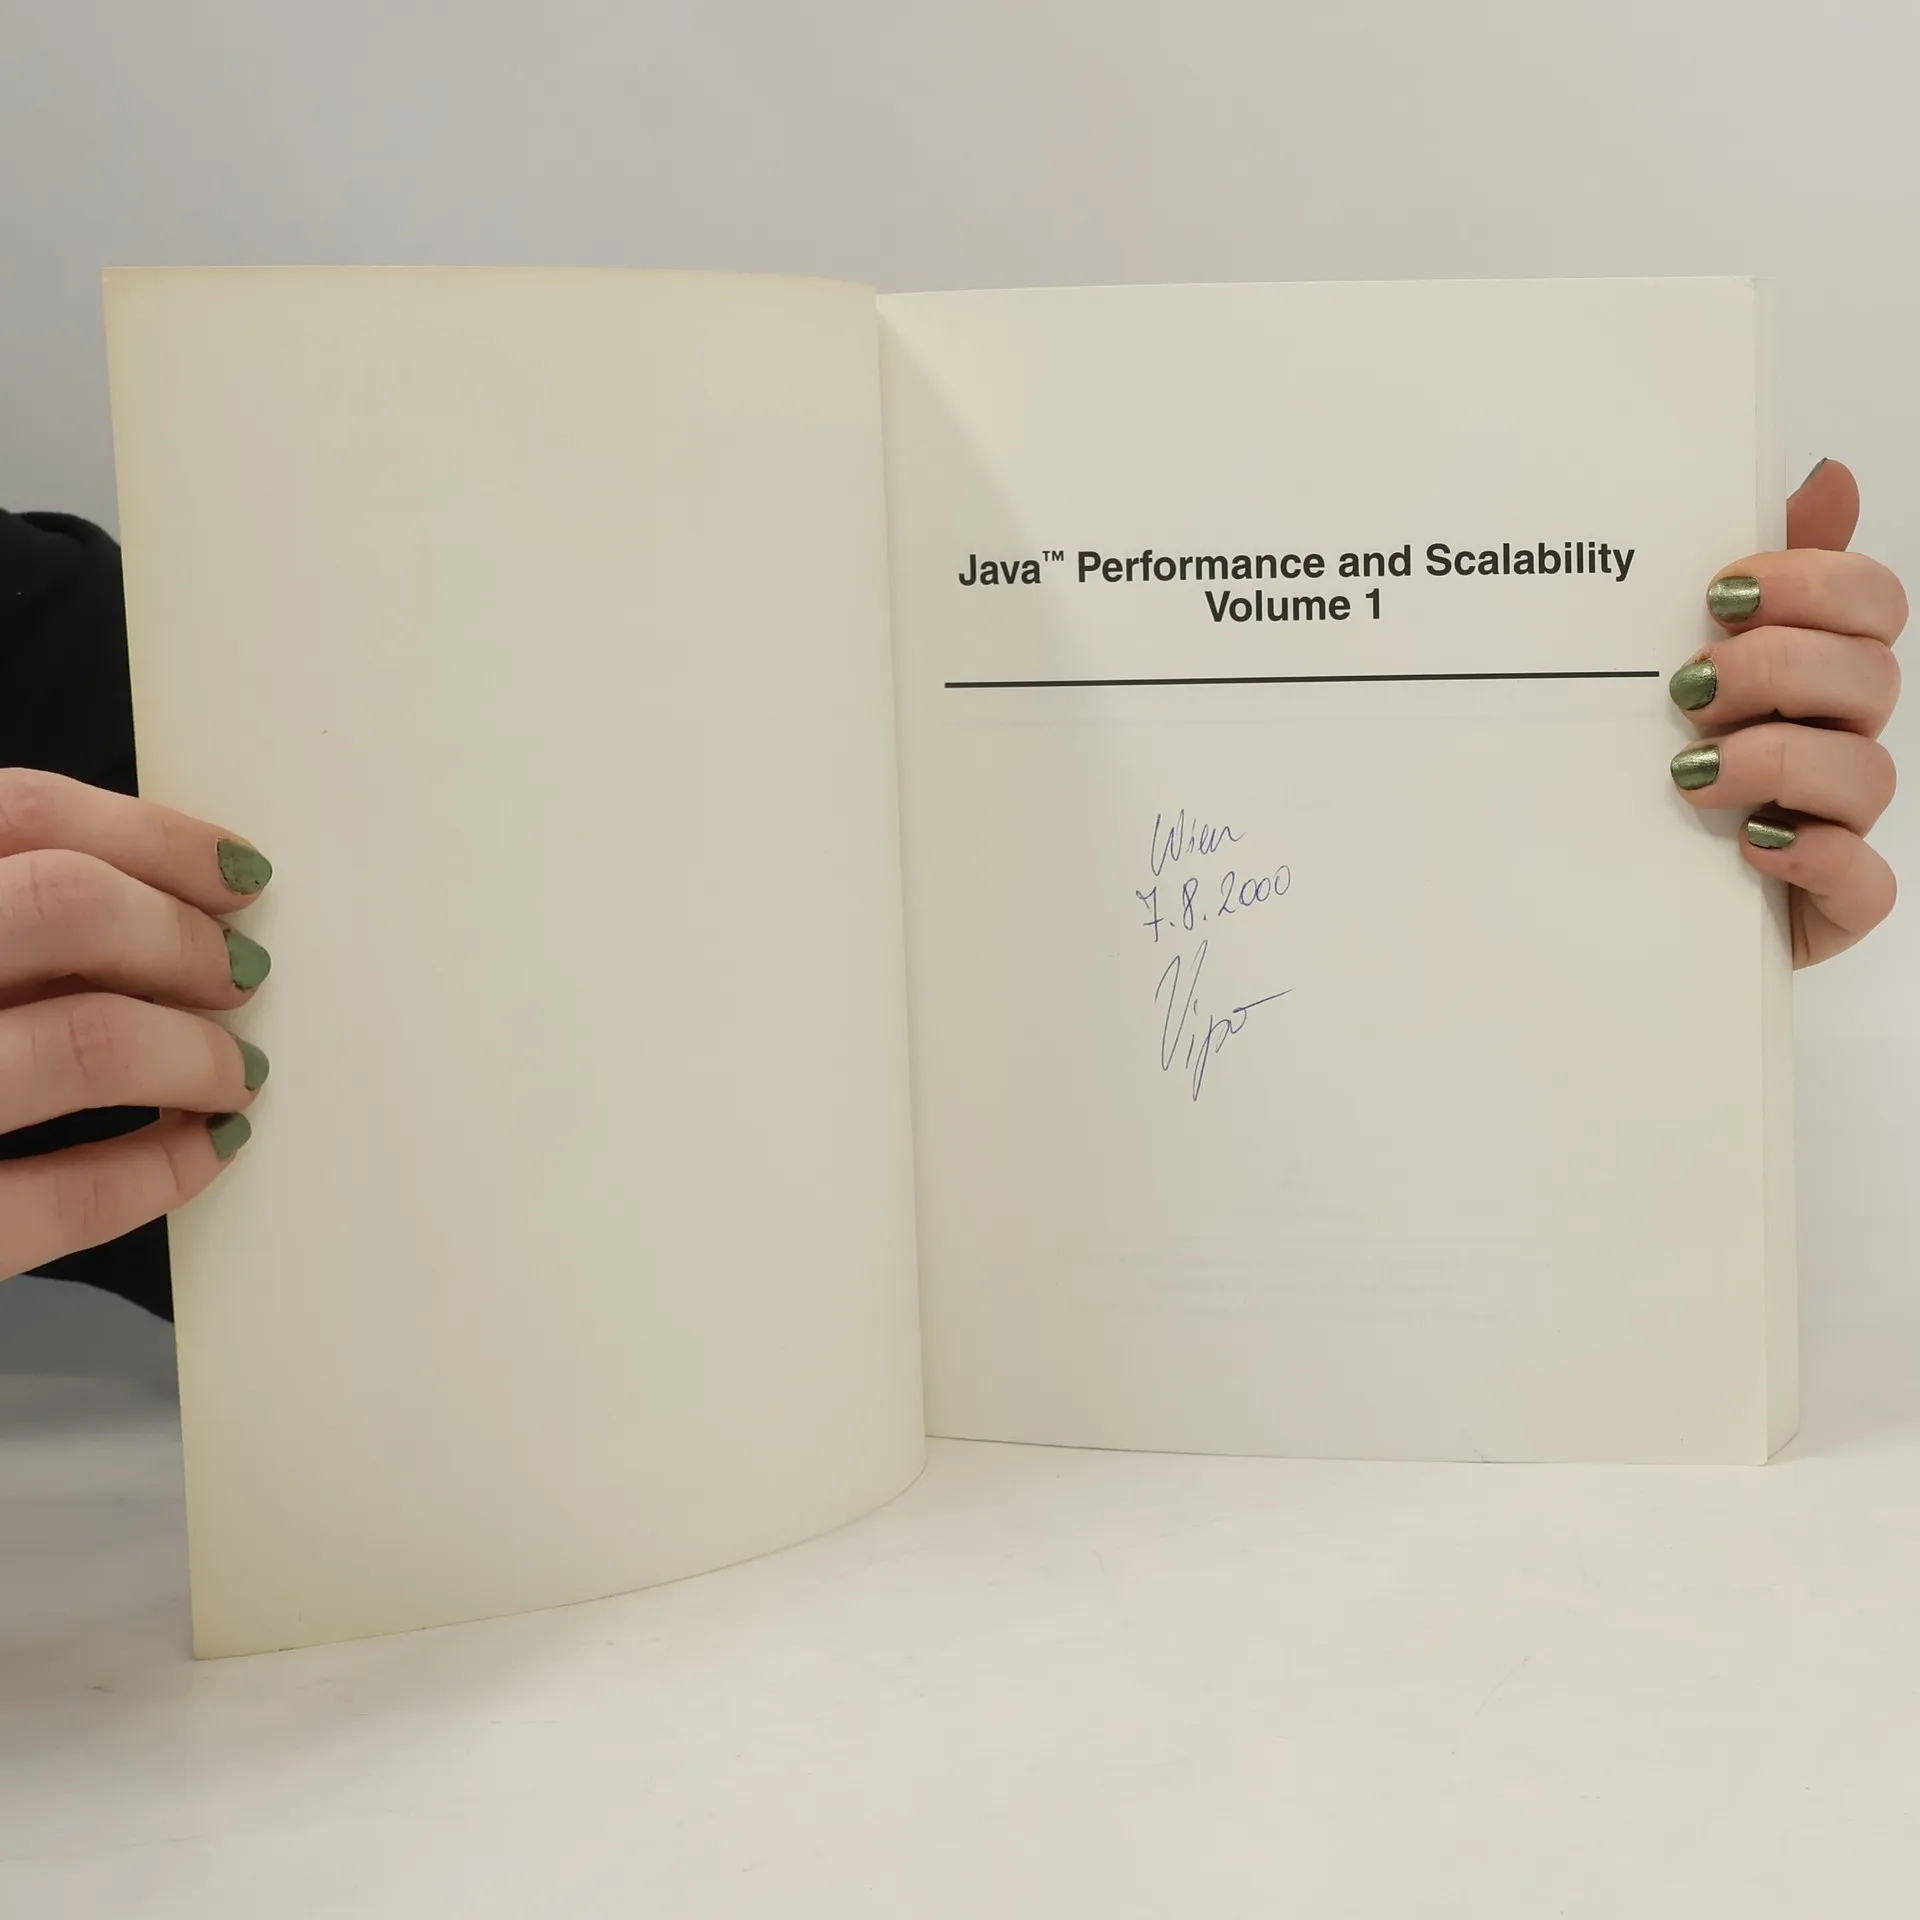 Java™ Performance and Scalability
Volume 1
Wien
7.8.2000